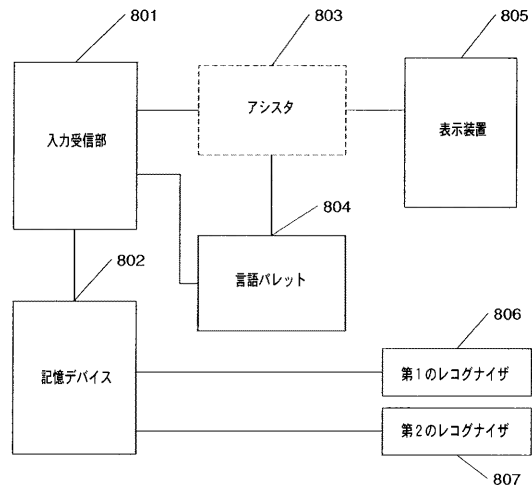 801
803
805
入力受信部
アシスタ
表示装置
804
言語パレット
802
記憶デバイス
806
第1のレコグナイザ
第2のレコグナイザ
807